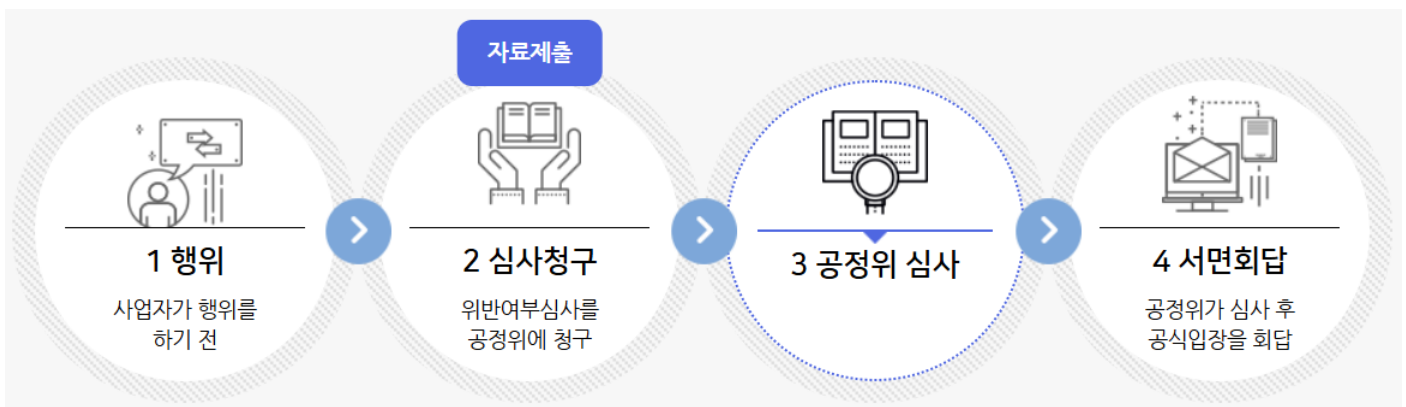 자료제출
1 행위
사업자가 행위를
하기 전
2 심사청구
위반여부심사를
공정위에 청구
3 공정위 심사
4 서면회답
공정위가 심사 후
공식입장을 회답